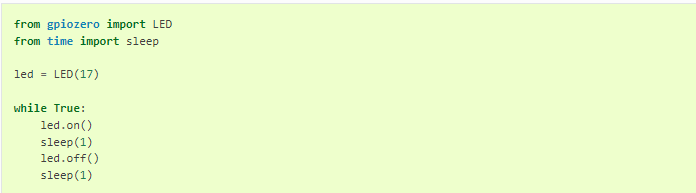 from gpiozero import LED
from time import sleep

led = LED(17)

while True:
    led.on()
    sleep(1)
    led.off()
    sleep(1)